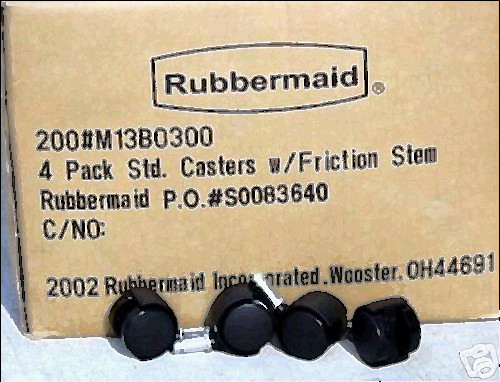 Rubbermaid®
200#M13B0300
4 Pack Std. Casters w/Friction Stem
Rubbermaid P.O.#S0083640
C/NO:
2002 Rubbermaid Incorporated.Wooster,OH44691